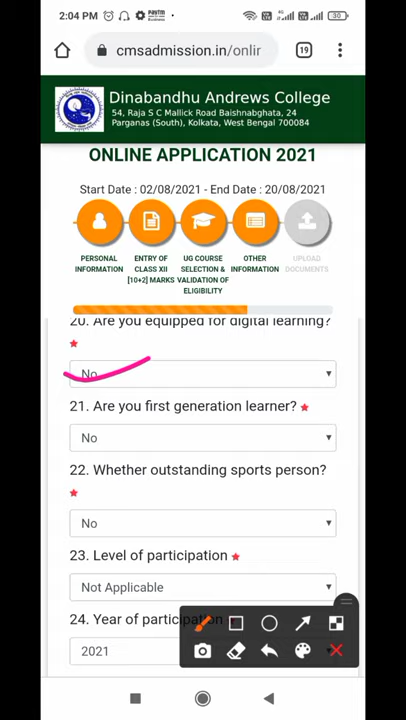 2:04 PM
30
cmsadmission.in/onlir
19
Dinabandhu Andrews College
54, Raja S C Mallick Road Baishnabghata, 24
Parganas (South), Kolkata, West Bengal 700084
ONLINE APPLICATION 2021
Start Date : 02/08/2021 - End Date : 20/08/2021
PERSONAL INFORMATION
ENTRY OF CLASS XII [10+2] MARKS
UG COURSE SELECTION & VALIDATION OF ELIGIBILITY
OTHER INFORMATION
UPLOAD DOCUMENTS
20. Are you equipped for digital learning?
No
21. Are you first generation learner?
No
22. Whether outstanding sports person?
No
23. Level of participation
Not Applicable
24. Year of participation
2021